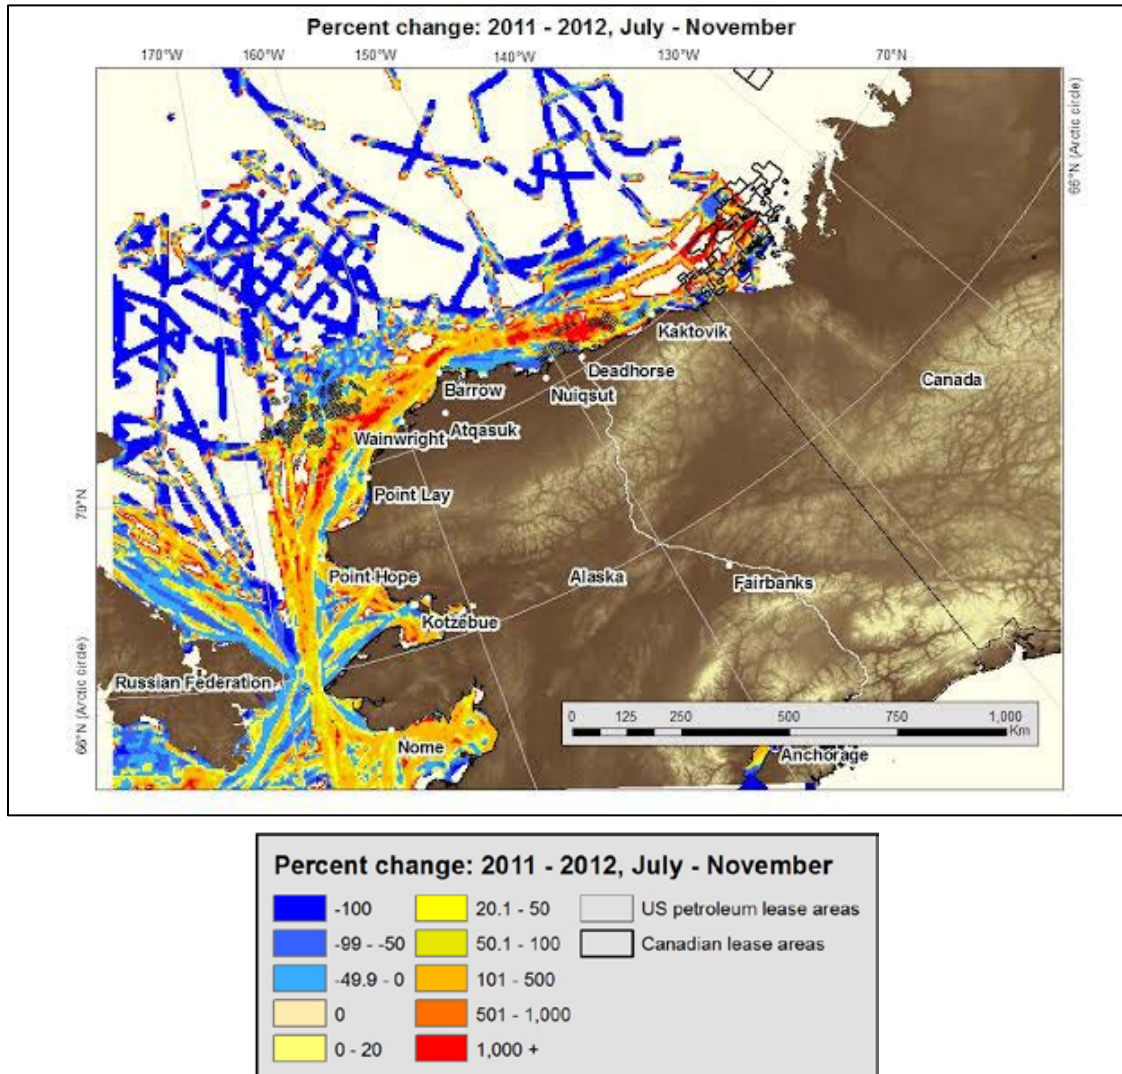 Percent change: 2011 - 2012, July - November
170°W
160°W
150°W
140°W
130°W
70°N
66°N (Arctic circle)
Kaktovik
Deadhorse
Canada
Barrow
Nuiqsut
Wainwright
Atqasuk
Point Lay
70°N
Point Hope
Alaska
Fairbanks
Kotzebue
Russian Federation
66°N (Arctic circle)
0 125 250 500 750 1,000
Km
Nome
Anchorage
Percent change: 2011 - 2012, July - November
-100
20.1 - 50
US petroleum lease areas
-99 - -50
50.1 - 100
Canadian lease areas
-49.9 - 0
101 - 500
0
501 - 1,000
0 - 20
1,000 +